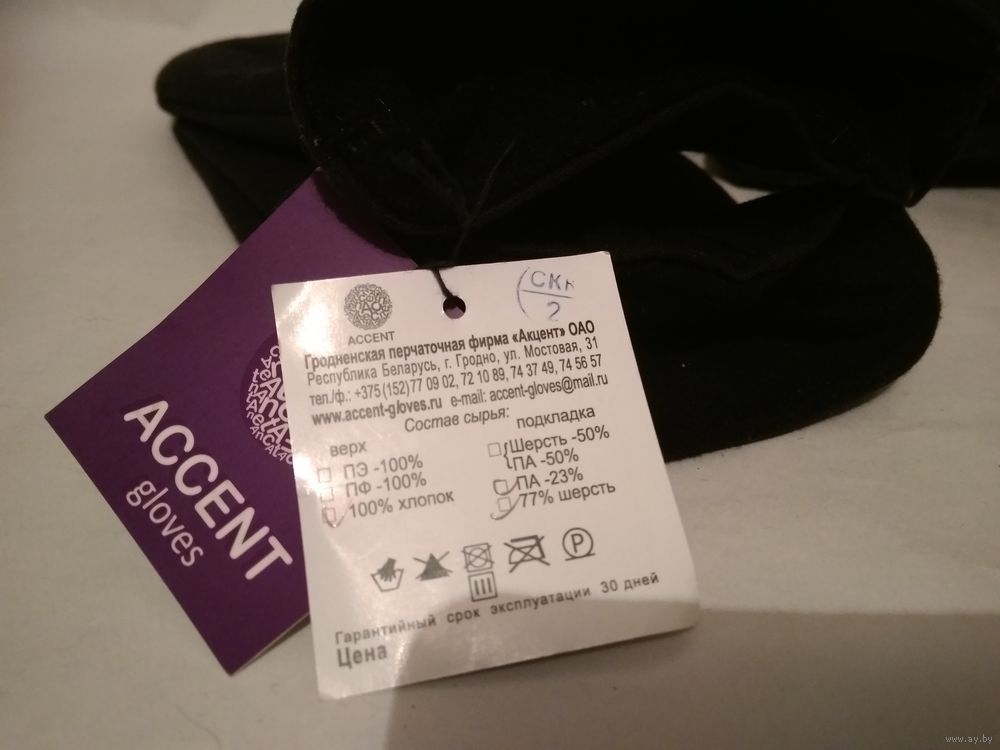 ACCENT
gloves
ACCENT
СКК
2
Гродненская перчаточная фирма «Акцент» ОАО
Республика Беларусь, г. Гродно, ул. Мостовая, 31
тел./ф.: +375 (152) 77 09 02, 72 10 89, 74 37 49, 74 56 57
www.accent-gloves.ru e-mail: accent-gloves@mail.ru
Состав сырья:
верх
ПЭ -100%
ПФ -100%
100% хлопок
подкладка
Шерсть -50%
ПА -50%
ПА -23%
77% шерсть
P
Гарантийный срок эксплуатации 30 дней
Цена
www.ay.by